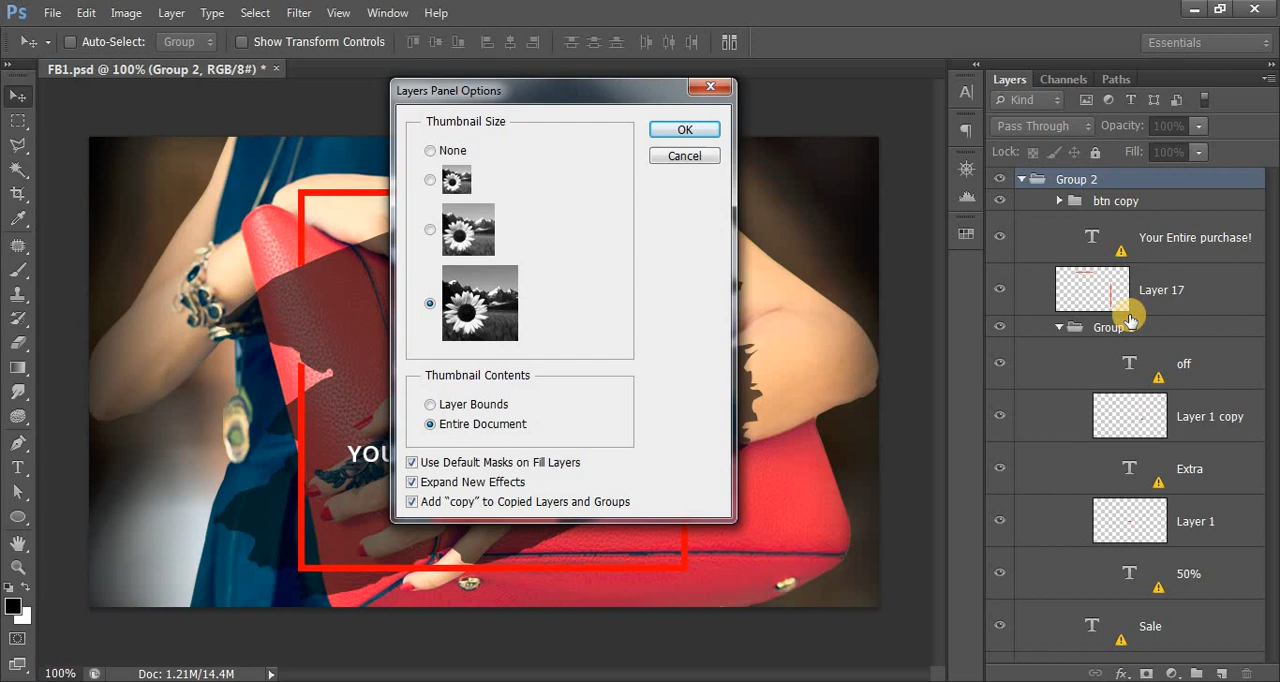 Ps File Edit Image Layer Type Select Filter View Window Help
Auto-Select: Group Show Transform Controls Essentials
FB1.psd @ 100% (Group 2, RGB/8#) * ×
Layers Panel Options
Thumbnail Size
None
OK
Cancel
Thumbnail Contents
Layer Bounds
Entire Document
Use Default Masks on Fill Layers
Expand New Effects
Add “copy” to Copied Layers and Groups
YOU
Layers Channels Paths
Kind
Pass Through Opacity: 100%
Lock: Fill: 100%
Group 2
btn copy
Your Entire purchase!
Layer 17
Group
off
Layer 1 copy
Extra
Layer 1
50%
Sale
100% Doc: 1.21M/14.4M